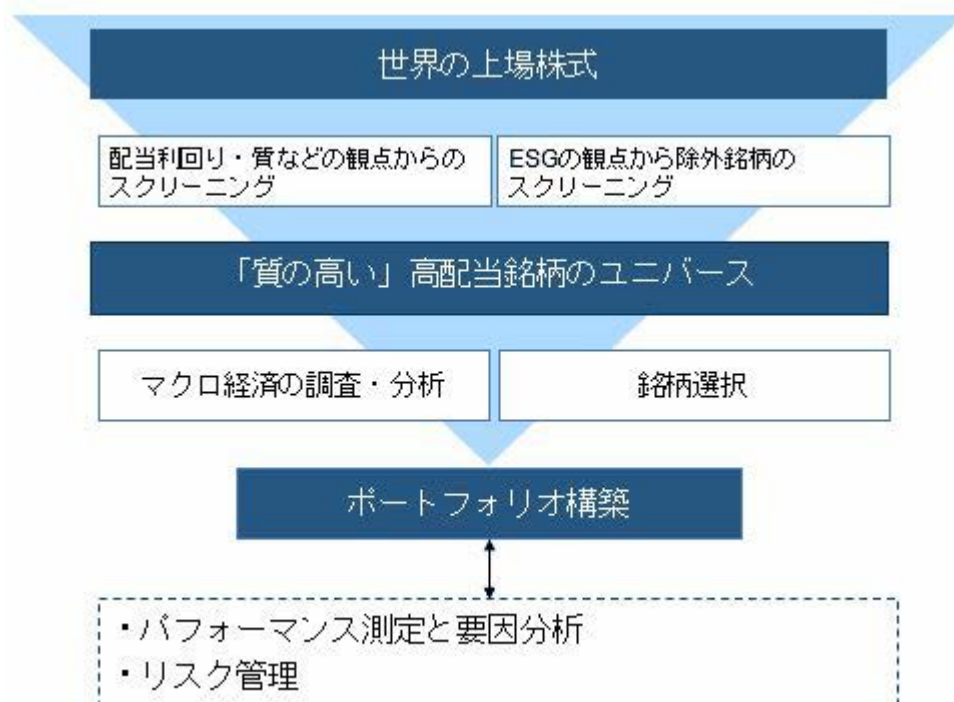 世界の上場株式
配当利回り・質などの観点からの
スクリーニング
ESGの観点から除外銘柄の
スクリーニング
「質の高い」高配当銘柄のユニバース
マクロ経済の調査・分析
銘柄選択
ポートフォリオ構築
・パフォーマンス測定と要因分析
・リスク管理